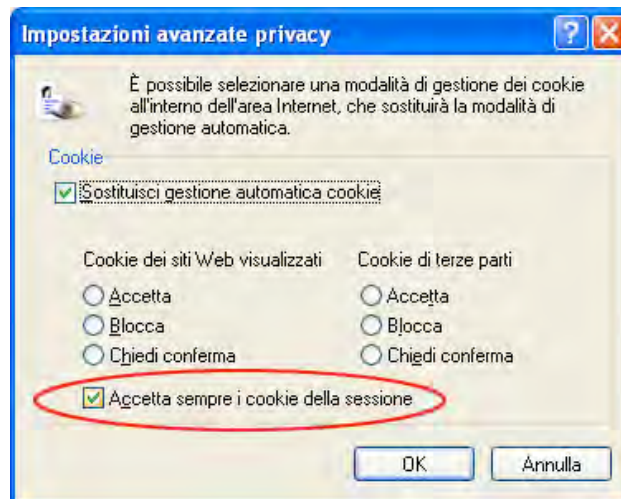 Impostazioni avanzate privacy
È possibile selezionare una modalità di gestione dei cookie
all'interno dell'area Internet, che sostituirà la modalità di
gestione automatica.
Cookie
Sostituisci gestione automatica cookie
Cookie dei siti Web visualizzati Cookie di terze parti
Accetta Accetta
Blocca Blocca
Chiedi conferma Chiedi conferma
Accetta sempre i cookie della sessione
OK Annulla